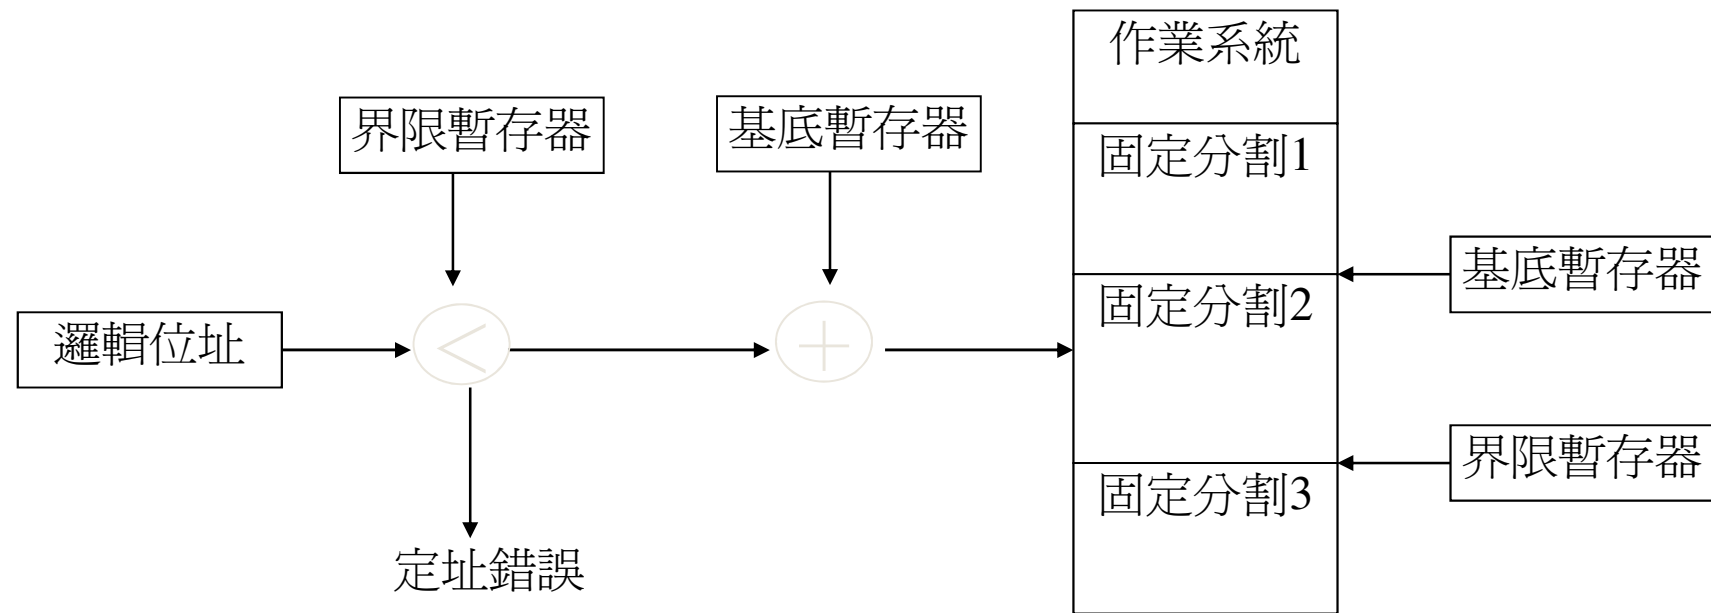 作業系統
界限暫存器
基底暫存器
固定分割1
基底暫存器
固定分割2
邏輯位址
<
+
界限暫存器
固定分割3
定址錯誤